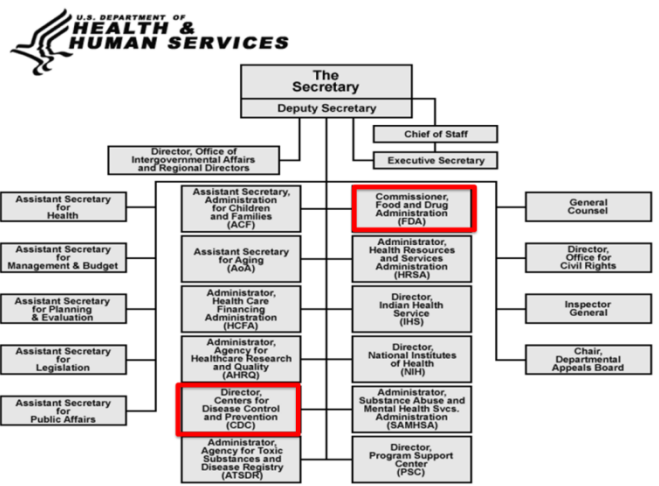 U.S. DEPARTMENT OF
HEALTH &
HUMAN SERVICES
The
Secretary
Deputy Secretary
Chief of Staff
Executive Secretary
Director, Office of
Intergovernmental Affairs
and Regional Directors
Assistant Secretary
for
Health
Assistant Secretary
for
Management & Budget
Assistant Secretary
for Planning
& Evaluation
Assistant Secretary
for
Legislation
Assistant Secretary
for
Public Affairs
Assistant Secretary,
Administration
for Children
and Families
(ACF)
Assistant Secretary
for Aging
(AoA)
Administrator,
Health Care
Financing
Administration
(HCFA)
Administrator,
Agency for
Healthcare Research
and Quality
(AHRQ)
Director,
Centers for
Disease Control
and Prevention
(CDC)
Administrator,
Agency for Toxic
Substances and
Disease Registry
(ATSDR)
Commissioner,
Food and Drug
Administration
(FDA)
Administrator,
Health Resources
and Services
Administration
(HRSA)
Director,
Indian Health
Service
(IHS)
Director,
National Institutes
of Health
(NIH)
Administrator,
Substance Abuse and
Mental Health Svcs.
Administration
(SAMHSA)
Director,
Program Support
Center
(PSC)
General
Counsel
Director,
Office for
Civil Rights
Inspector
General
Chair,
Departmental
Appeals Board